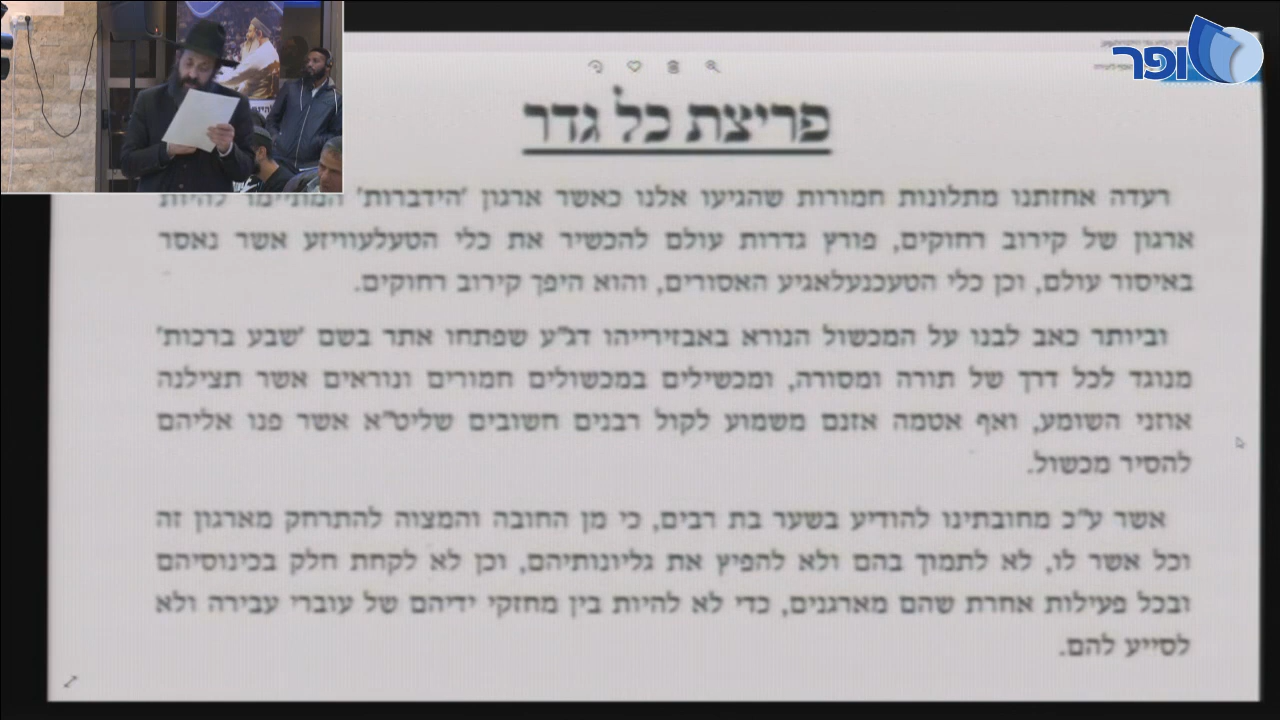 שופר
פריצת כל גדר
רעדה אחזתנו מתלונות חמורות שהגיעו אלנו כאשר ארגון 'הידברות' המתיימר להיות
ארגון של קירוב רחוקים, פורץ גדרות עולם להכשיר את כלי הטעלעוויזע אשר נאסר
באיסור עולם, וכן כלי הטעכנעלאגיע האסורים, והוא היפך קירוב רחוקים.
וביותר כאב לבנו על המכשול הנורא באבזירייהו דג"ע שפתחו אתר בשם 'שבע ברכות'
מנוגד לכל דרך של תורה ומסורה, ומכשילים במכשולים חמורים ונוראים אשר תצילנה
אוזני השומע, ואף אטמה אזנם משמוע לקול רבנים חשובים שליט"א אשר פנו אליהם
להסיר מכשול.
אשר ע"כ מחובתינו להודיע בשער בת רבים, כי מן החובה והמצוה להתרחק מארגון זה
וכל אשר לו, לא לתמוך בהם ולא להפיץ את גליונותיהם, וכן לא לקחת חלק בכינוסיהם
ובכל פעילות אחרת שהם מארגנים, כדי לא להיות בין מחזקי ידיהם של עוברי עבירה ולא
לסייע להם.